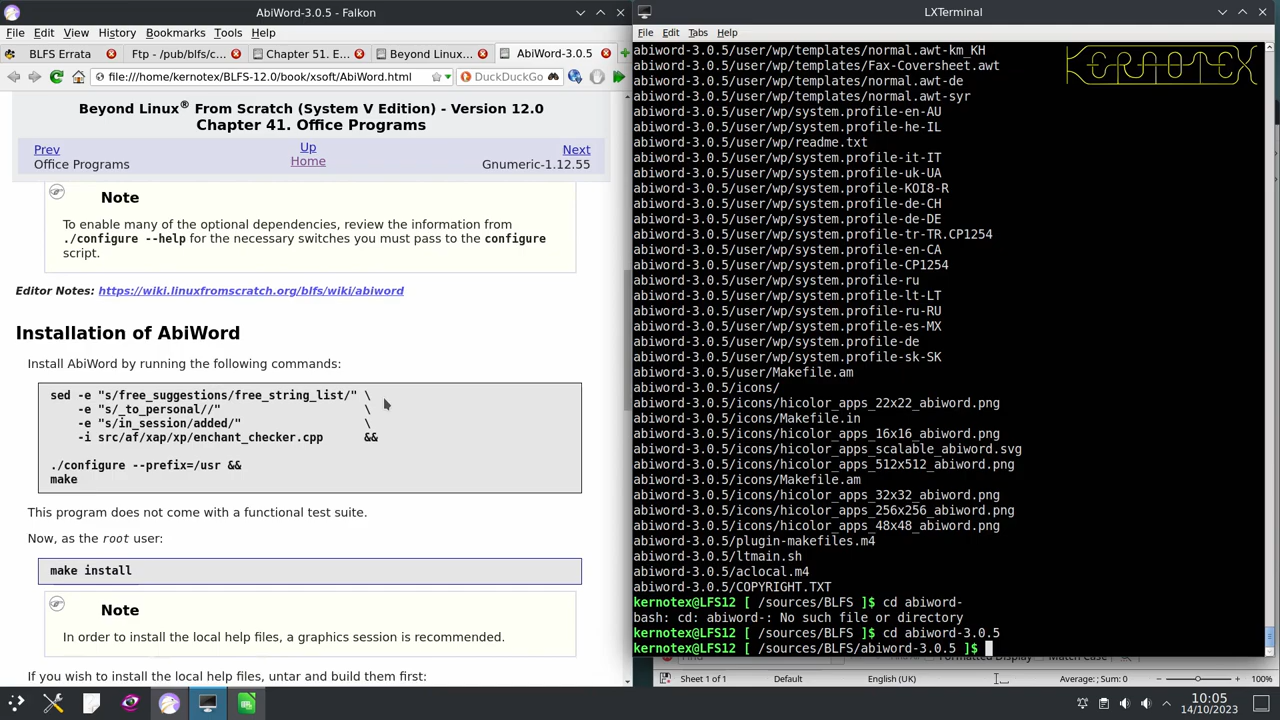 AbiWord-3.0.5 - Falkon
File Edit View History Bookmarks Tools Help
BLFS Errata
Ftp - /pub/blfs/c...
Chapter 51. E...
Beyond Linux...
AbiWord-3.0.5
file:///home/kernotex/BLFS-12.0/book/xsoft/AbiWord.html
DuckDuckGo
Beyond Linux® From Scratch (System V Edition) - Version 12.0
Chapter 41. Office Programs
Prev Up Next
Office Programs Home Gnumeric-1.12.55
Note
To enable many of the optional dependencies, review the information from
./configure --help for the necessary switches you must pass to the configure
script.
Editor Notes: https://wiki.linuxfromscratch.org/blfs/wiki/abiword
Installation of AbiWord
Install AbiWord by running the following commands:
sed -e "s/free_suggestions/free_string_list/" \
-e "s/_to_personal//" \
-e "s/in_session/added/" \
-i src/af/xap/xp/enchant_checker.cpp &&
./configure --prefix=/usr &&
make
This program does not come with a functional test suite.
Now, as the root user:
make install
Note
In order to install the local help files, a graphics session is recommended.
If you wish to install the local help files, untar and build them first:
LXTerminal
File Edit Tabs Help
KERNOTEX
abiword-3.0.5/user/wp/templates/normal.awt-km_KH
abiword-3.0.5/user/wp/templates/Fax-Coversheet.awt
abiword-3.0.5/user/wp/templates/normal.awt-de
abiword-3.0.5/user/wp/templates/normal.awt-syr
abiword-3.0.5/user/wp/system.profile-en-AU
abiword-3.0.5/user/wp/system.profile-he-IL
abiword-3.0.5/user/wp/readme.txt
abiword-3.0.5/user/wp/system.profile-it-IT
abiword-3.0.5/user/wp/system.profile-uk-UA
abiword-3.0.5/user/wp/system.profile-KOI8-R
abiword-3.0.5/user/wp/system.profile-de-CH
abiword-3.0.5/user/wp/system.profile-de-DE
abiword-3.0.5/user/wp/system.profile-tr-TR.CP1254
abiword-3.0.5/user/wp/system.profile-en-CA
abiword-3.0.5/user/wp/system.profile-CP1254
abiword-3.0.5/user/wp/system.profile-ru
abiword-3.0.5/user/wp/system.profile-lt-LT
abiword-3.0.5/user/wp/system.profile-ru-RU
abiword-3.0.5/user/wp/system.profile-es-MX
abiword-3.0.5/user/wp/system.profile-de
abiword-3.0.5/user/wp/system.profile-sk-SK
abiword-3.0.5/user/Makefile.am
abiword-3.0.5/icons/
abiword-3.0.5/icons/hicolor_apps_22x22_abiword.png
abiword-3.0.5/icons/Makefile.in
abiword-3.0.5/icons/hicolor_apps_16x16_abiword.png
abiword-3.0.5/icons/hicolor_apps_scalable_abiword.svg
abiword-3.0.5/icons/hicolor_apps_512x512_abiword.png
abiword-3.0.5/icons/Makefile.am
abiword-3.0.5/icons/hicolor_apps_32x32_abiword.png
abiword-3.0.5/icons/hicolor_apps_256x256_abiword.png
abiword-3.0.5/icons/hicolor_apps_48x48_abiword.png
abiword-3.0.5/plugin-makefiles.m4
abiword-3.0.5/ltmain.sh
abiword-3.0.5/aclocal.m4
abiword-3.0.5/COPYRIGHT.TXT
kernotex@LFS12 [ /sources/BLFS ]$ cd abiword-
bash: cd: abiword-: No such file or directory
kernotex@LFS12 [ /sources/BLFS ]$ cd abiword-3.0.5
kernotex@LFS12 [ /sources/BLFS/abiword-3.0.5 ]$
Sheet 1 of 1 Default English (UK) Average: ; Sum: 0 100%
10:05
14/10/2023